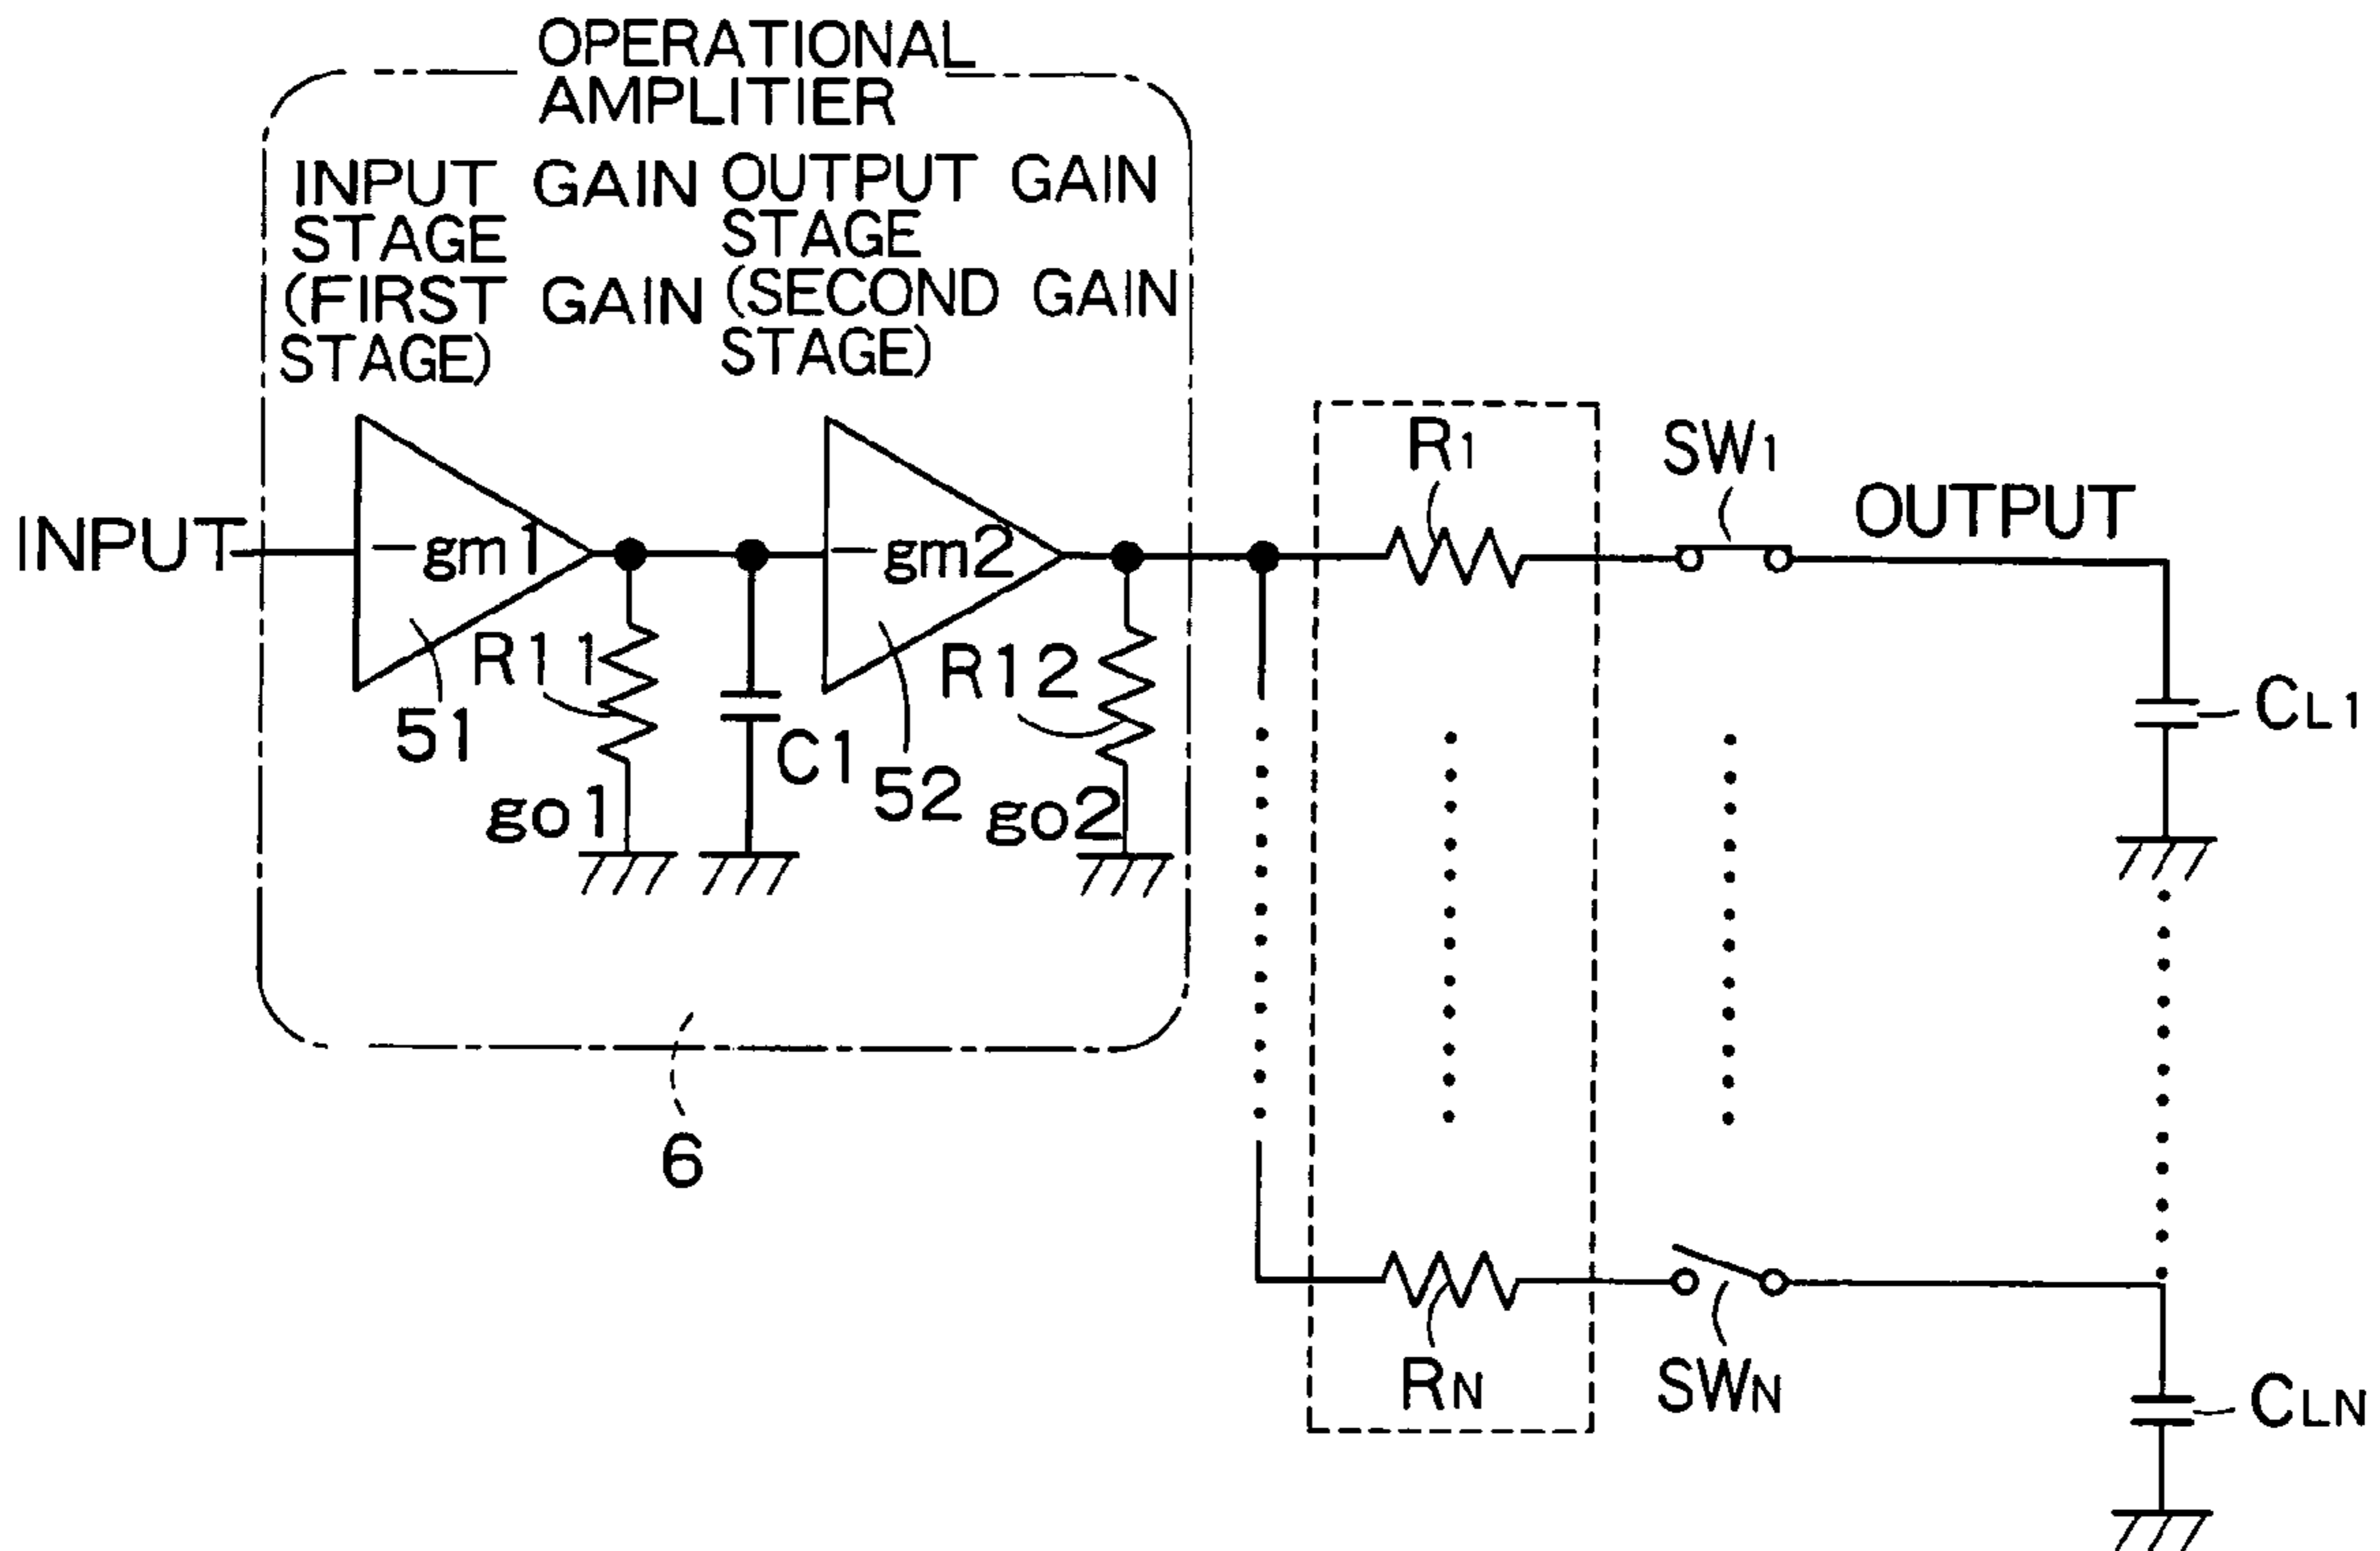 OPERATIONAL
AMPLITIER
INPUT GAIN
STAGE
(FIRST GAIN
STAGE)
OUTPUT GAIN
STAGE
(SECOND GAIN
STAGE)
INPUT
-gm1
51
R11
go1
C1
-gm2
52
R12
go2
6
R1
SW1
OUTPUT
CL1
RN
SWN
CLN